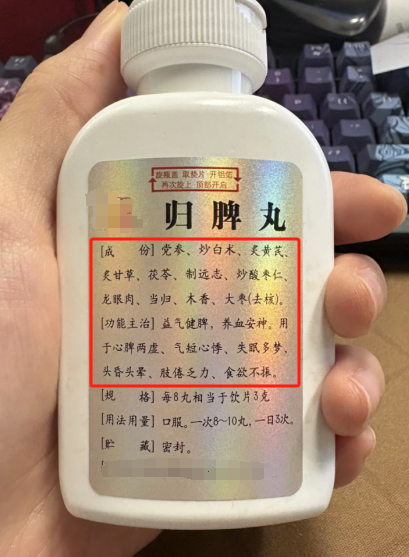 旋瓶盖 取垫片 开铝箔
再次旋上 顶部开启
归脾丸
[成 份] 党参、炒白术、炙黄芪、
炙甘草、茯苓、制远志、炒酸枣仁、
龙眼肉、当归、木香、大枣(去核)。
[功能主治] 益气健脾，养血安神。用
于心脾两虚、气短心悸、失眠多梦，
头昏头晕、肢倦乏力、食欲不振。
[规 格] 每8丸相当于饮片3克
[用法用量] 口服。一次8~10丸，一日3次。
[贮 藏] 密封。